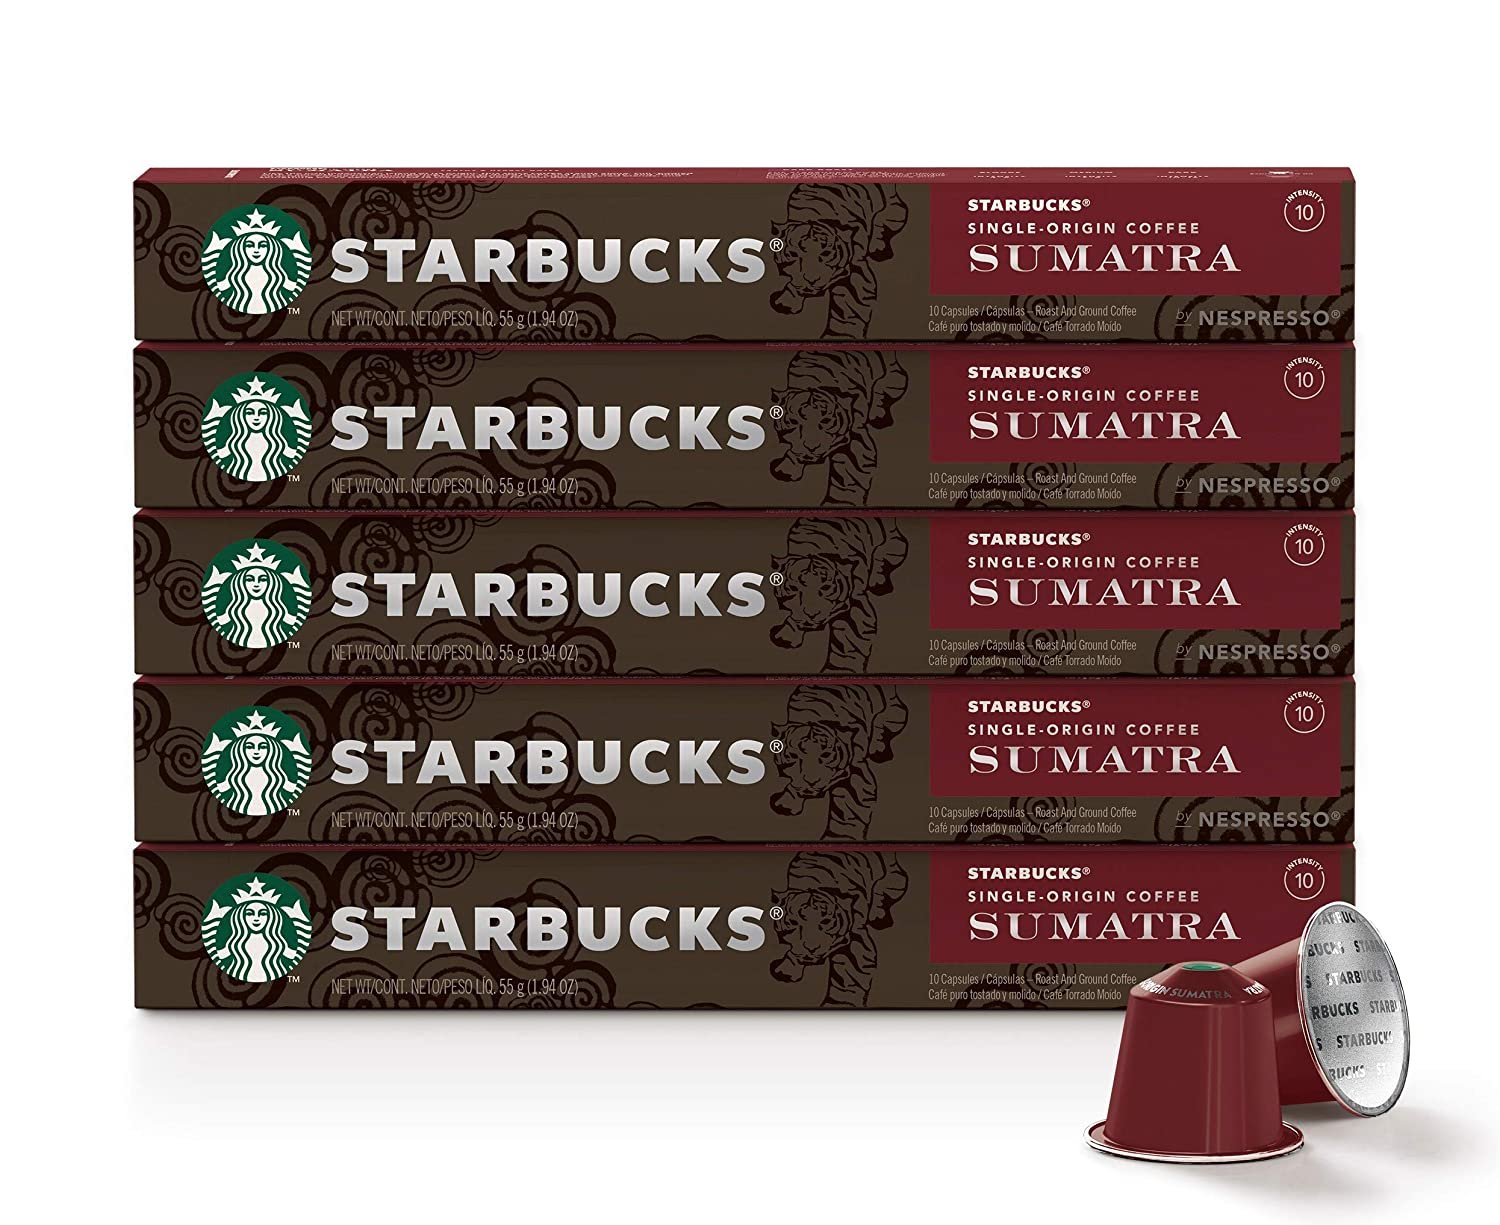 STARBUCKS®
SINGLE-ORIGIN COFFEE
SUMATRA
INTENSITY
10
STARBUCKS®
TM
NET WT/CONT. NETO/PESO LÍQ. 55 g (1.94 OZ)
10 Capsules / Cápsulas – Roast And Ground Coffee
Café puro tostado y molido / Café Torrado Moído
by NESPRESSO®
STARBUCKS®
SINGLE-ORIGIN COFFEE
SUMATRA
INTENSITY
10
STARBUCKS®
TM
NET WT/CONT. NETO/PESO LÍQ. 55 g (1.94 OZ)
10 Capsules / Cápsulas – Roast And Ground Coffee
Café puro tostado y molido / Café Torrado Moído
by NESPRESSO®
STARBUCKS®
SINGLE-ORIGIN COFFEE
SUMATRA
INTENSITY
10
STARBUCKS®
TM
NET WT/CONT. NETO/PESO LÍQ. 55 g (1.94 OZ)
10 Capsules / Cápsulas – Roast And Ground Coffee
Café puro tostado y molido / Café Torrado Moído
by NESPRESSO®
STARBUCKS®
SINGLE-ORIGIN COFFEE
SUMATRA
INTENSITY
10
STARBUCKS®
TM
NET WT/CONT. NETO/PESO LÍQ. 55 g (1.94 OZ)
10 Capsules / Cápsulas – Roast And Ground Coffee
Café puro tostado y molido / Café Torrado Moído
by NESPRESSO®
STARBUCKS®
SINGLE-ORIGIN COFFEE
SUMATRA
INTENSITY
10
STARBUCKS®
TM
NET WT/CONT. NETO/PESO LÍQ. 55 g (1.94 OZ)
10 Capsules / Cápsulas – Roast And Ground Coffee
Café puro tostado y molido / Café Torrado Moído
SUMATRA
STARBUCKS
RBUCKS STARB
STARBUCKS
BUCKS